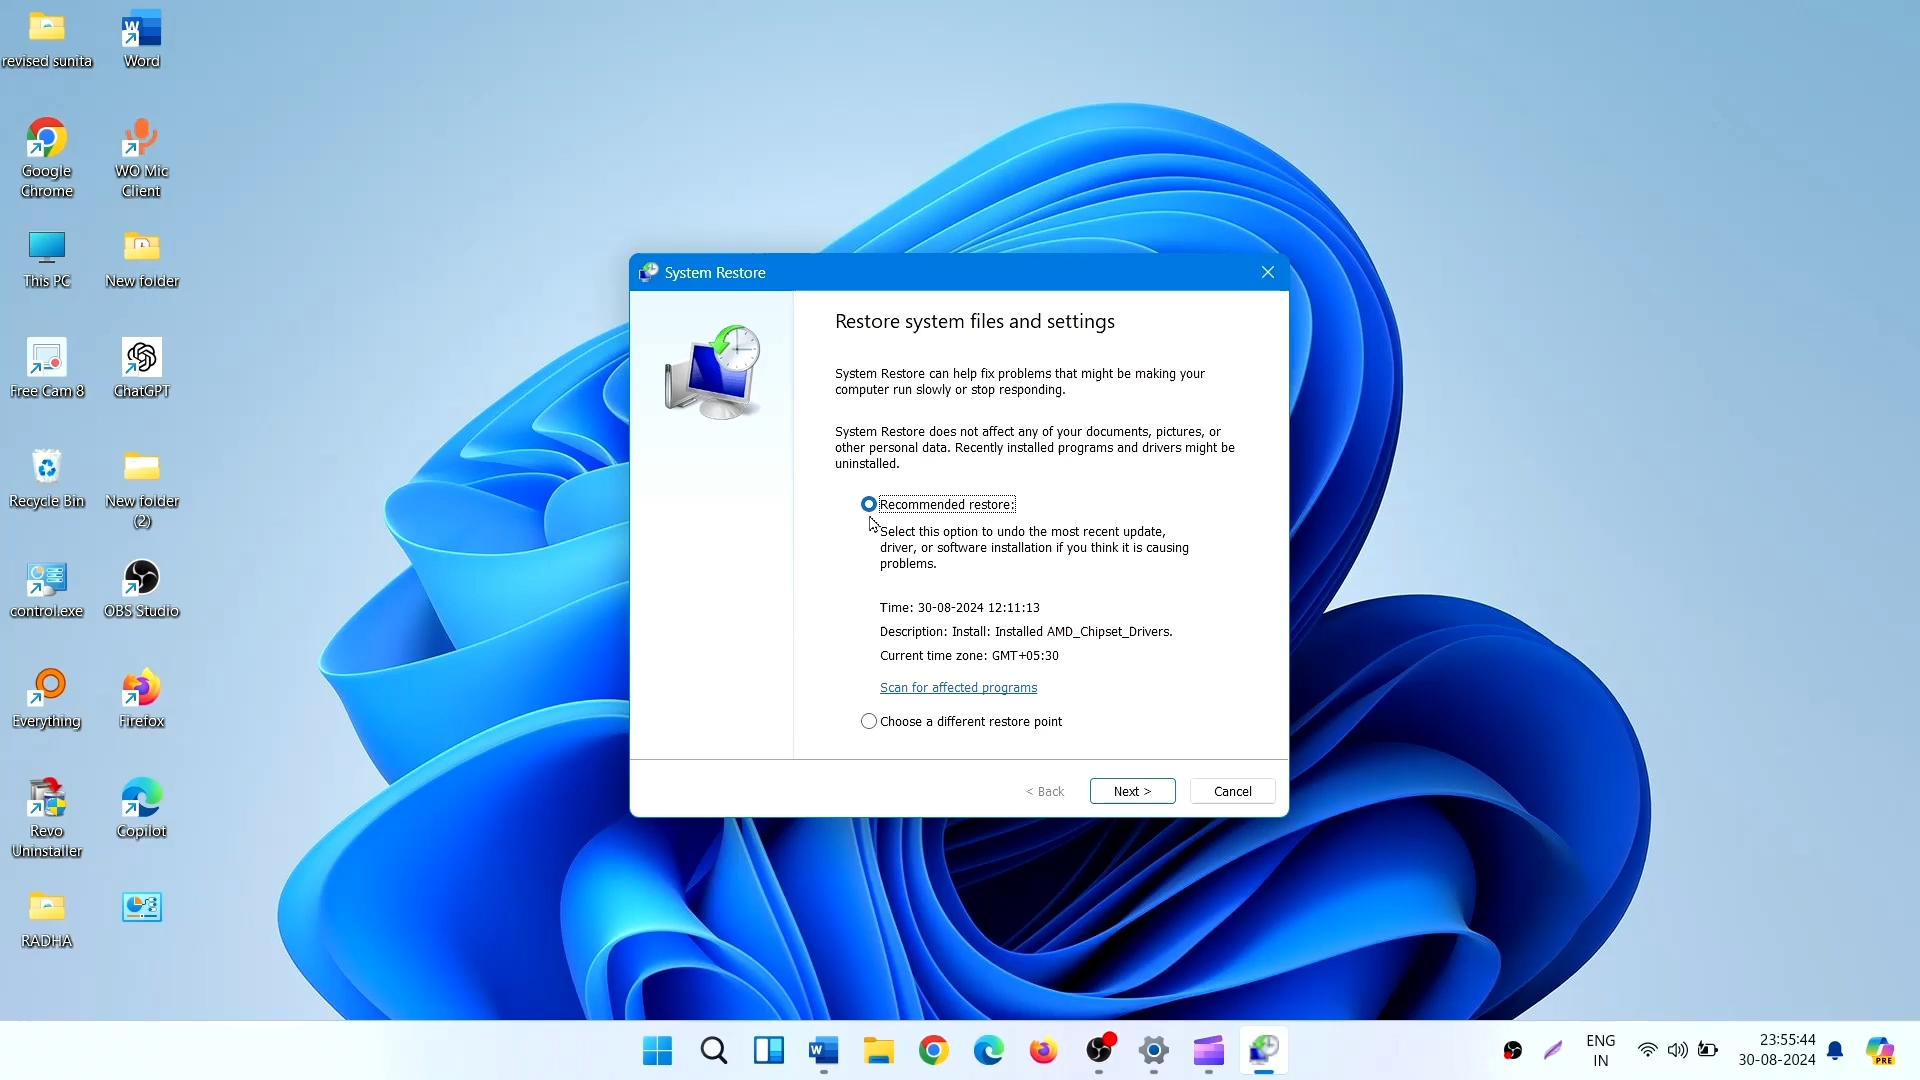 revised sunita
Word
Google
Chrome
WO Mic
Client
This PC
New folder
Free Cam 8
ChatGPT
Recycle Bin
New folder
(2)
control.exe
OBS Studio
Everything
Firefox
Revo
Uninstaller
Copilot
RADHA
System Restore
Restore system files and settings
System Restore can help fix problems that might be making your
computer run slowly or stop responding.
System Restore does not affect any of your documents, pictures, or
other personal data. Recently installed programs and drivers might be
uninstalled.
Recommended restore:
Select this option to undo the most recent update,
driver, or software installation if you think it is causing
problems.
Time: 30-08-2024 12:11:13
Description: Install: Installed AMD_Chipset_Drivers.
Current time zone: GMT+05:30
Scan for affected programs
Choose a different restore point
< Back
Next >
Cancel
ENG
IN
23:55:44
30-08-2024
PRE